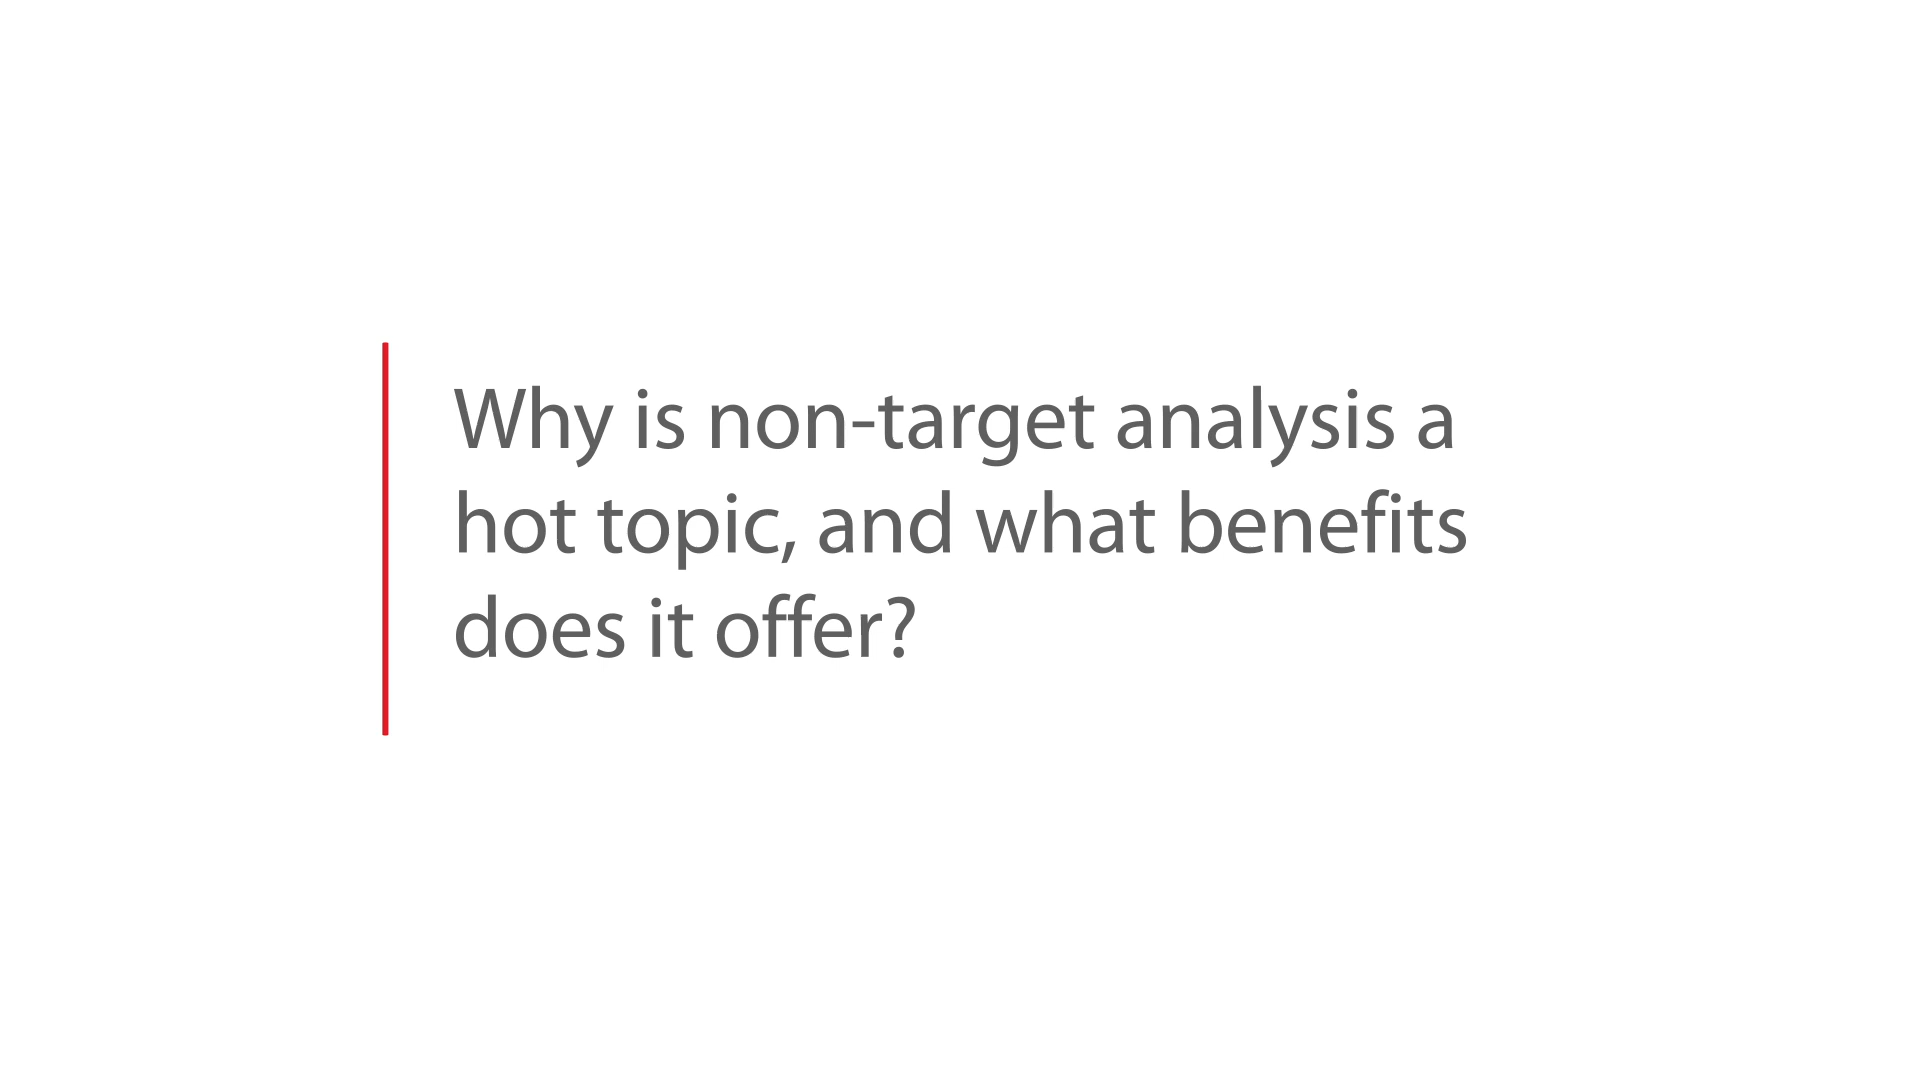 Why is non-target analysis a
hot topic, and what benefits
does it offer?